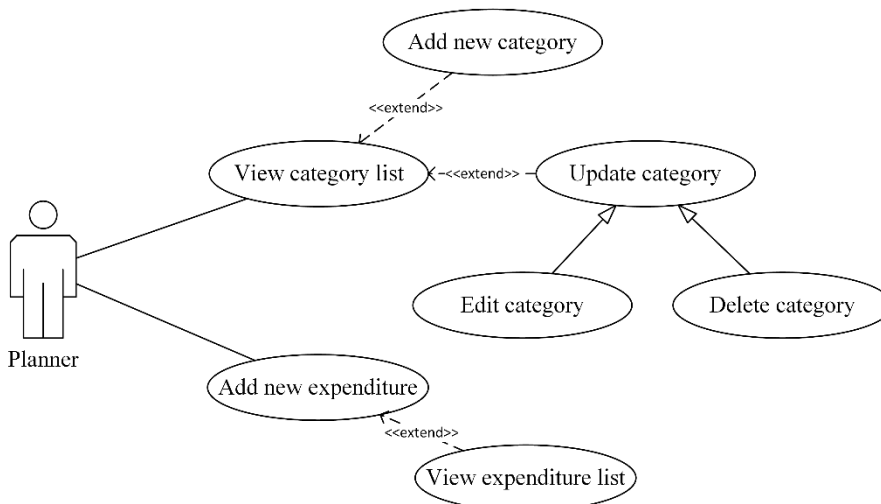 Add new category
<<extend>>
View category list
<<extend>>
Update category
Edit category
Delete category
Planner
Add new expenditure
<<extend>>
View expenditure list